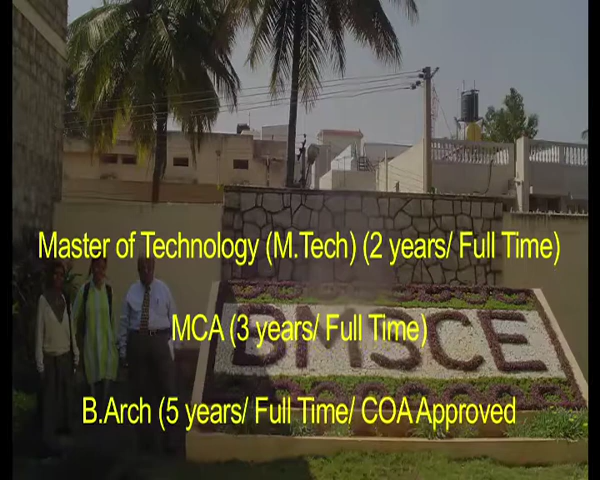 Master of Technology (M.Tech) (2 years/ Full Time)
MCA (3 years/ Full Time)
BMSCE
B.Arch (5 years/ Full Time/ COA Approved